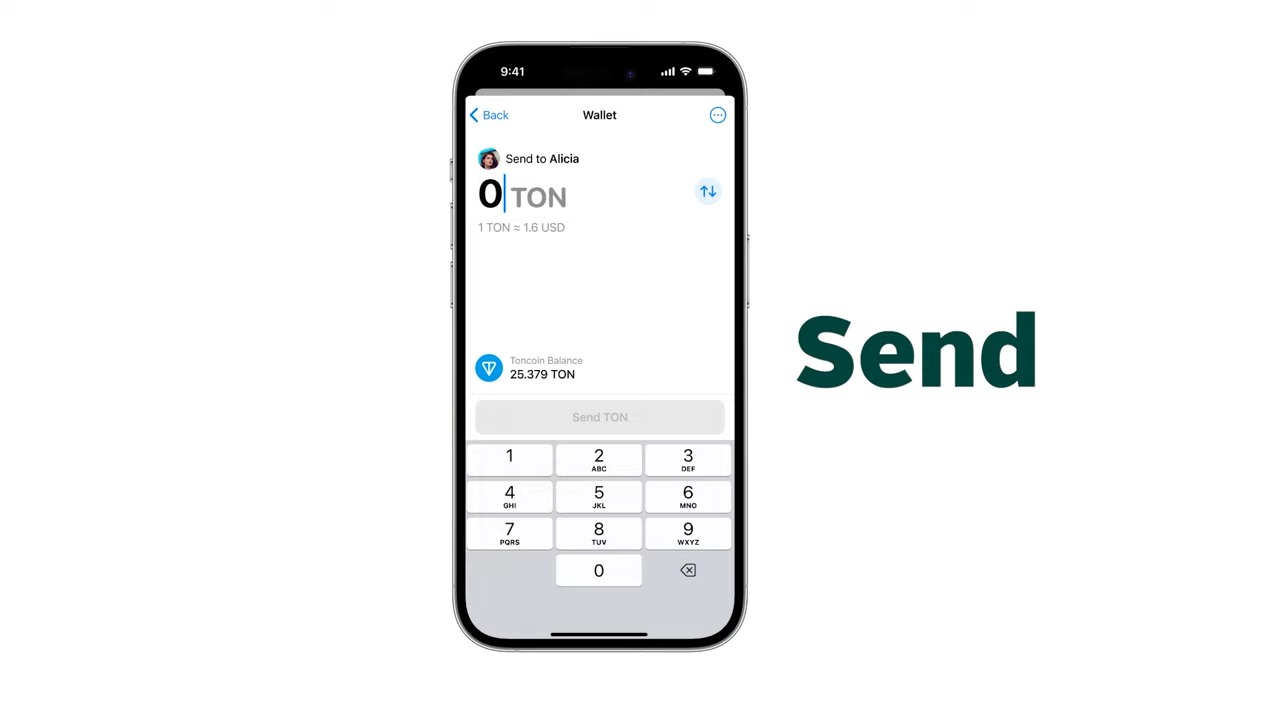 9:41
Back
Wallet
Send to Alicia
0 TON
1 TON ≈ 1.6 USD
Send
Toncoin Balance
25.379 TON
Send TON
1 2 3
ABC DEF
4 5 6
GHI JKL MNO
7 8 9
PQRS TUV WXYZ
0